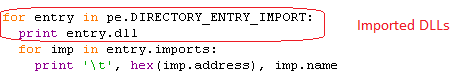 for entry in pe.DIRECTORY_ENTRY_IMPORT:
  print entry.dll
  for imp in entry.imports:
    print '\t', hex(imp.address), imp.name
Imported DLLs